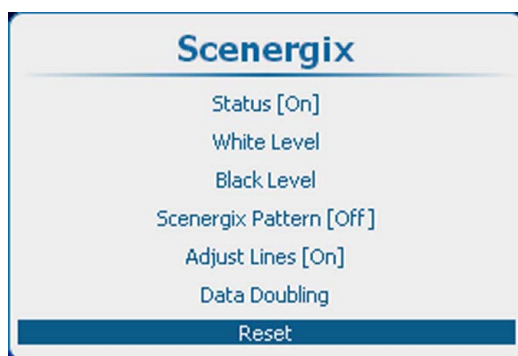 Scenergix
Status [On]
White Level
Black Level
Scenergix Pattern [Off]
Adjust Lines [On]
Data Doubling
Reset